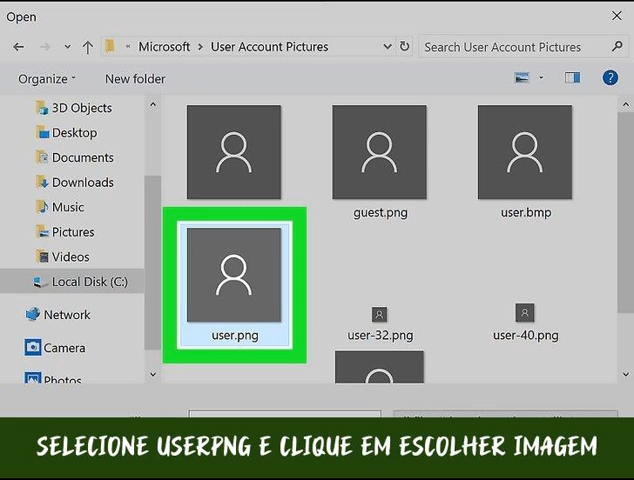 Open
« Microsoft > User Account Pictures
Search User Account Pictures
Organize
New folder
3D Objects
Desktop
Documents
Downloads
Music
Pictures
Videos
Local Disk (C:)
Network
Camera
Photos
guest.png
user.bmp
user.png
user-32.png
user-40.png
SELECIONE USERPNG E CLIQUE EM ESCOLHER IMAGEM